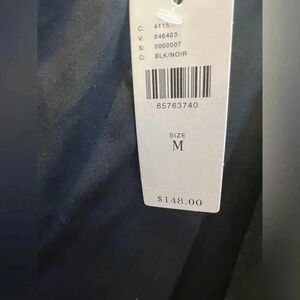 C: 4115
V: 046403
S: 0000007
C: BLK/NOIR
65763740
SIZE
M
$148.00